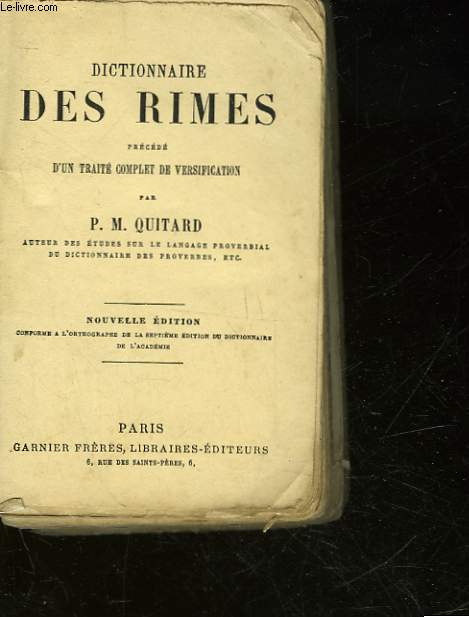 Le-livre.com
DICTIONNAIRE
DES RIMES
PRÉCÉDÉ
D'UN TRAITÉ COMPLET DE VERSIFICATION
PAR
P. M. QUITARD
AUTEUR DES ÉTUDES SUR LE LANGAGE PROVERBIAL
DU DICTIONNAIRE DES PROVERBES, ETC.
NOUVELLE ÉDITION
CONFORME A L'ORTHOGRAPHE DE LA SEPTIÈME ÉDITION DU DICTIONNAIRE
DE L'ACADÉMIE
PARIS
GARNIER FRÈRES, LIBRAIRES-ÉDITEURS
6, RUE DES SAINTS-PÈRES, 6,